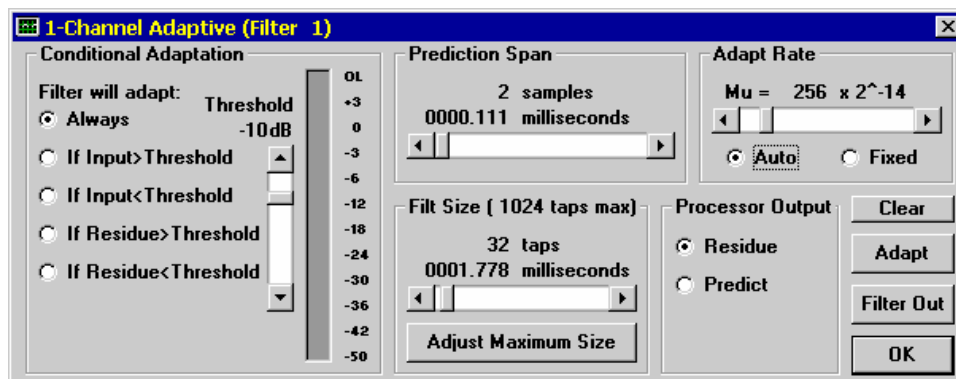 1-Channel Adaptive (Filter 1)
Conditional Adaptation
Filter will adapt:
Threshold
-10dB
Always
If Input>Threshold
If Input<Threshold
If Residue>Threshold
If Residue<Threshold
OL
+3
0
-3
-6
-12
-18
-24
-30
-36
-42
-50
Prediction Span
2 samples
0000.111 milliseconds
Adapt Rate
Mu = 256 x 2^-14
Auto
Fixed
Filt Size ( 1024 taps max)
32 taps
0001.778 milliseconds
Adjust Maximum Size
Processor Output
Residue
Predict
Clear
Adapt
Filter Out
OK